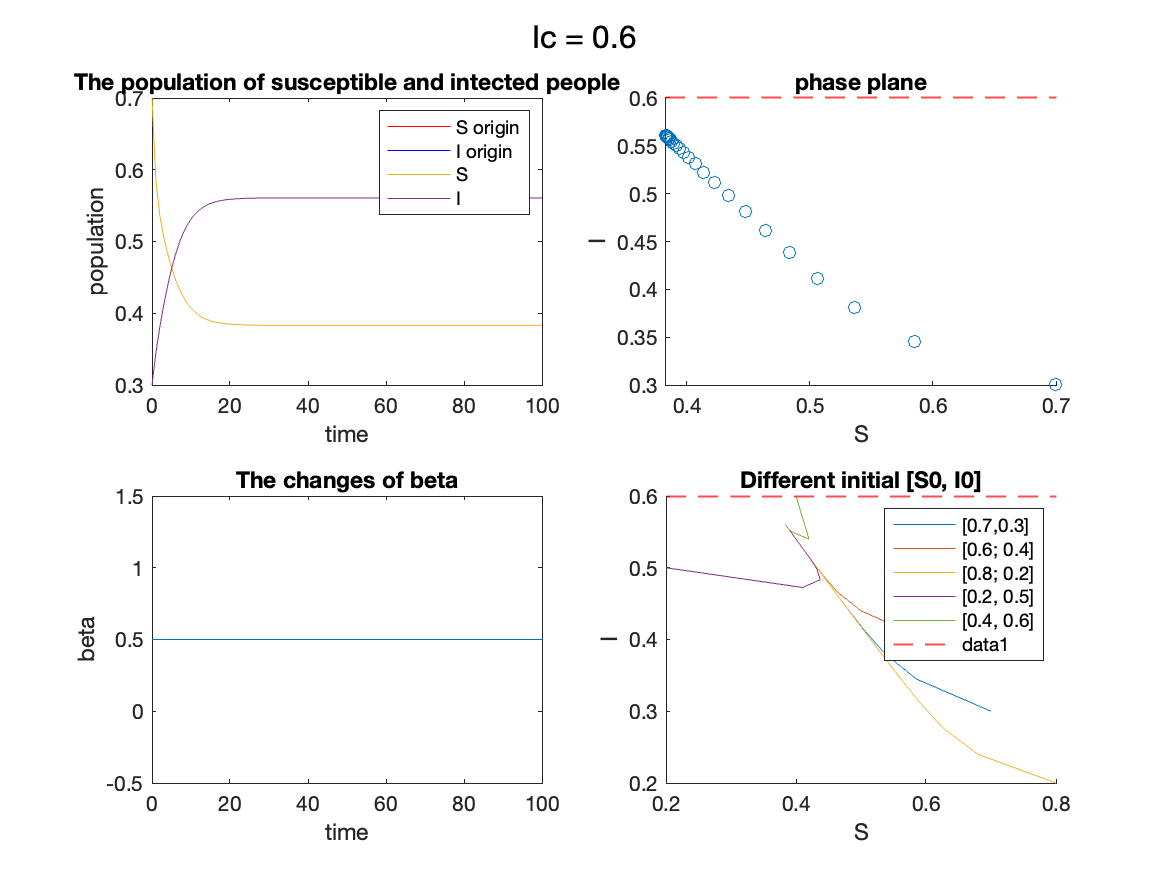 Ic = 0.6
The population of susceptible and intected people
0.7
0.6
0.5
0.4
0.3
population
0
20
40
60
80
100
time
S origin
I origin
S
I
phase plane
0.6
0.55
0.5
0.45
0.4
0.35
0.3
I
0.4
0.5
0.6
0.7
S
The changes of beta
1.5
1
0.5
0
-0.5
beta
0
20
40
60
80
100
time
Different initial [S0, I0]
0.6
0.5
0.4
0.3
0.2
I
0.2
0.4
0.6
0.8
S
[0.7,0.3]
[0.6; 0.4]
[0.8; 0.2]
[0.2, 0.5]
[0.4, 0.6]
data1